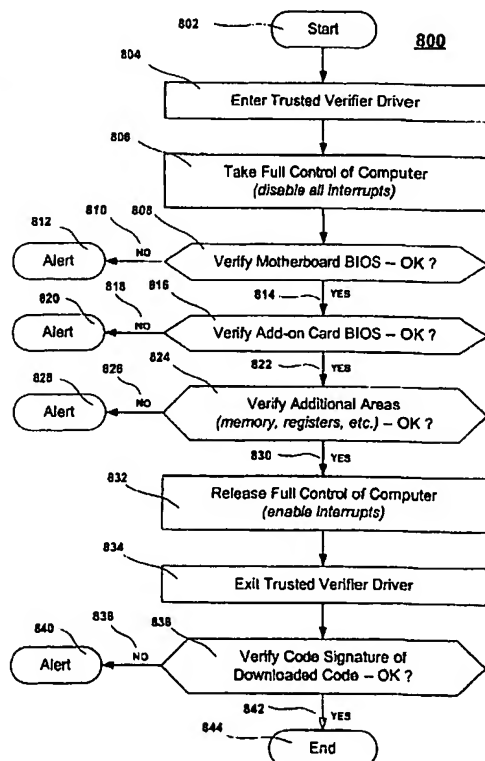 802
Start
800
804
Enter Trusted Verifier Driver
806
Take Full Control of Computer
(disable all Interrupts)
812
810
808
Alert
NO
Verify Motherboard BIOS – OK ?
814
YES
820
818
816
Alert
NO
Verify Add-on Card BIOS – OK ?
822
YES
824
828
826
Alert
NO
Verify Additional Areas
(memory, registers, etc.) – OK ?
830
YES
832
Release Full Control of Computer
(enable Interrupts)
834
Exit Trusted Verifier Driver
840
838
836
Alert
NO
Verify Code Signature of
Downloaded Code – OK ?
842
YES
844
End